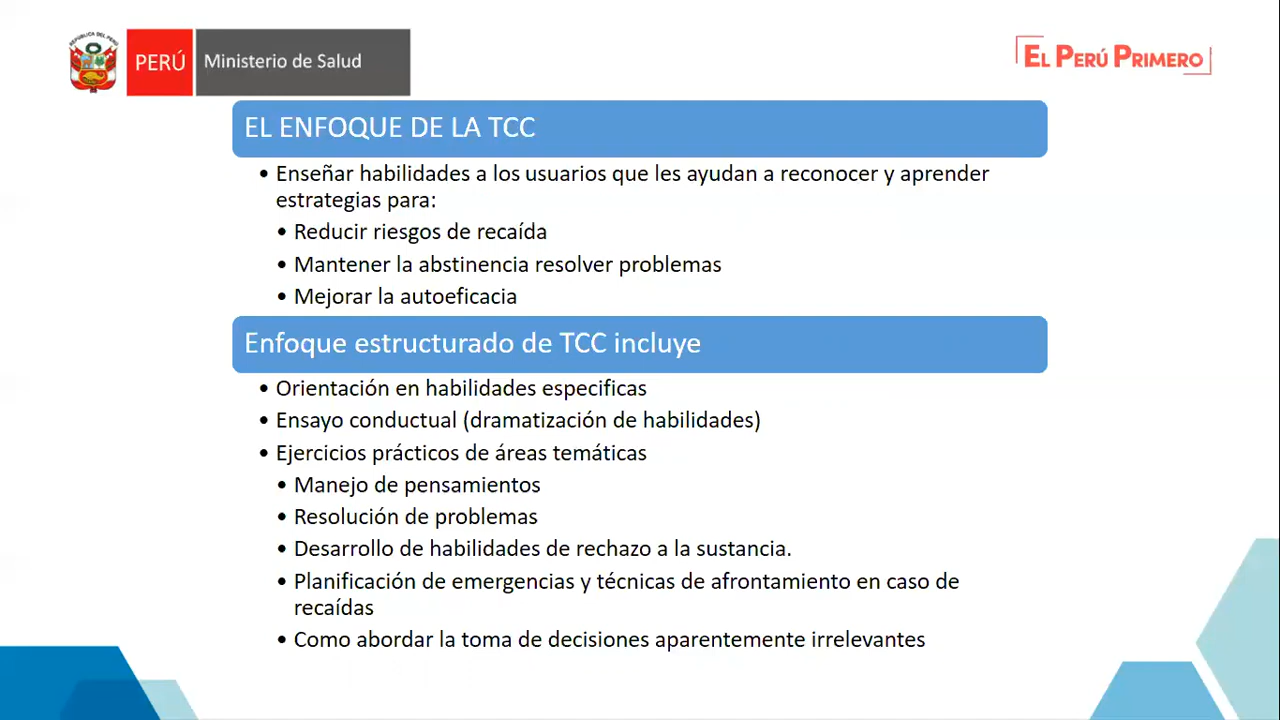 REPÚBLICA DEL PERÚ
PERÚ
Ministerio de Salud
EL PERÚ PRIMERO
EL ENFOQUE DE LA TCC
• Enseñar habilidades a los usuarios que les ayudan a reconocer y aprender
estrategias para:
• Reducir riesgos de recaída
• Mantener la abstinencia resolver problemas
• Mejorar la autoeficacia
Enfoque estructurado de TCC incluye
• Orientación en habilidades especificas
• Ensayo conductual (dramatización de habilidades)
• Ejercicios prácticos de áreas temáticas
• Manejo de pensamientos
• Resolución de problemas
• Desarrollo de habilidades de rechazo a la sustancia.
• Planificación de emergencias y técnicas de afrontamiento en caso de
recaídas
• Como abordar la toma de decisiones aparentemente irrelevantes